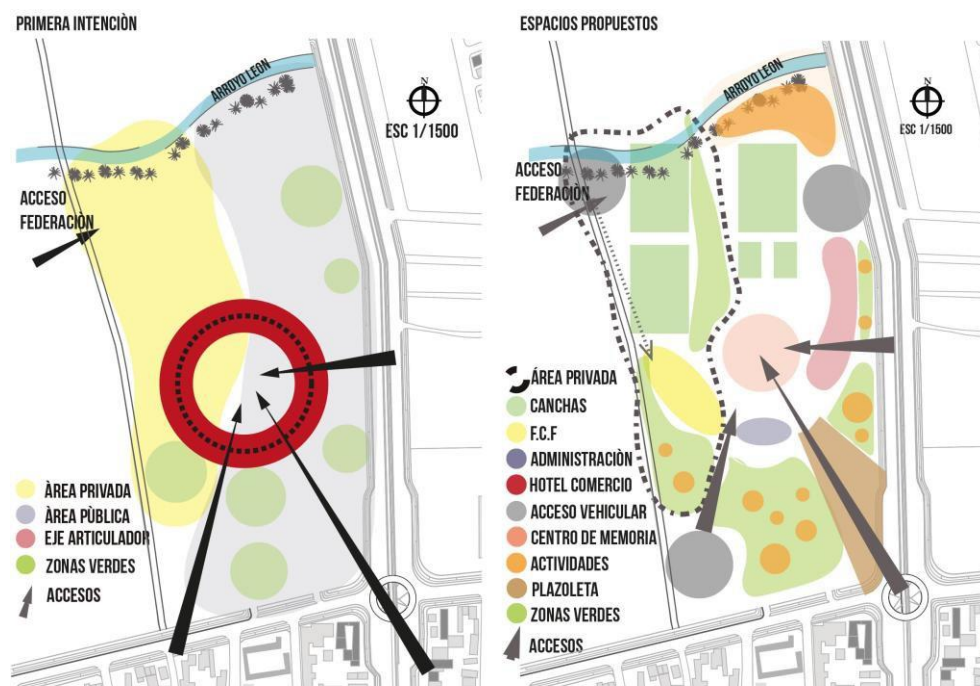 PRIMERA INTENCIÒN
ARROYO LEON
N
ESC 1/1500
ACCESO
FEDERACIÒN
ÀREA PRIVADA
ÀREA PÙBLICA
EJE ARTICULADOR
ZONAS VERDES
ACCESOS
ESPACIOS PROPUESTOS
ARROYO LEON
N
ESC 1/1500
ACCESO
FEDERACIÒN
ÁREA PRIVADA
CANCHAS
F.C.F
ADMINISTRACIÒN
HOTEL COMERCIO
ACCESO VEHICULAR
CENTRO DE MEMORIA
ACTIVIDADES
PLAZOLETA
ZONAS VERDES
ACCESOS